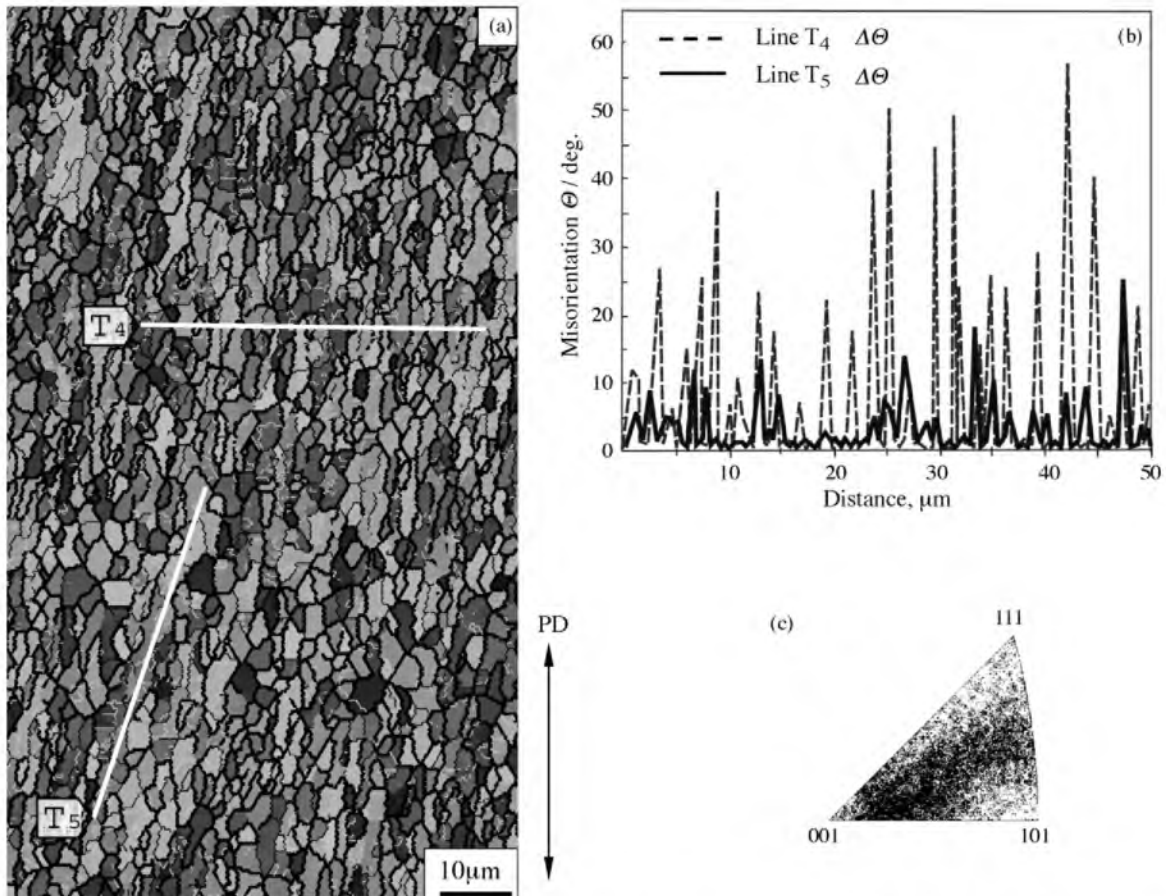 (a)
T4
T5
10μm
(b)
Line T4 ΔΘ
Line T5 ΔΘ
Misorientation Θ / deg.
60
50
40
30
20
10
0
10 20 30 40 50
Distance, μm
PD
(c)
111
001 101